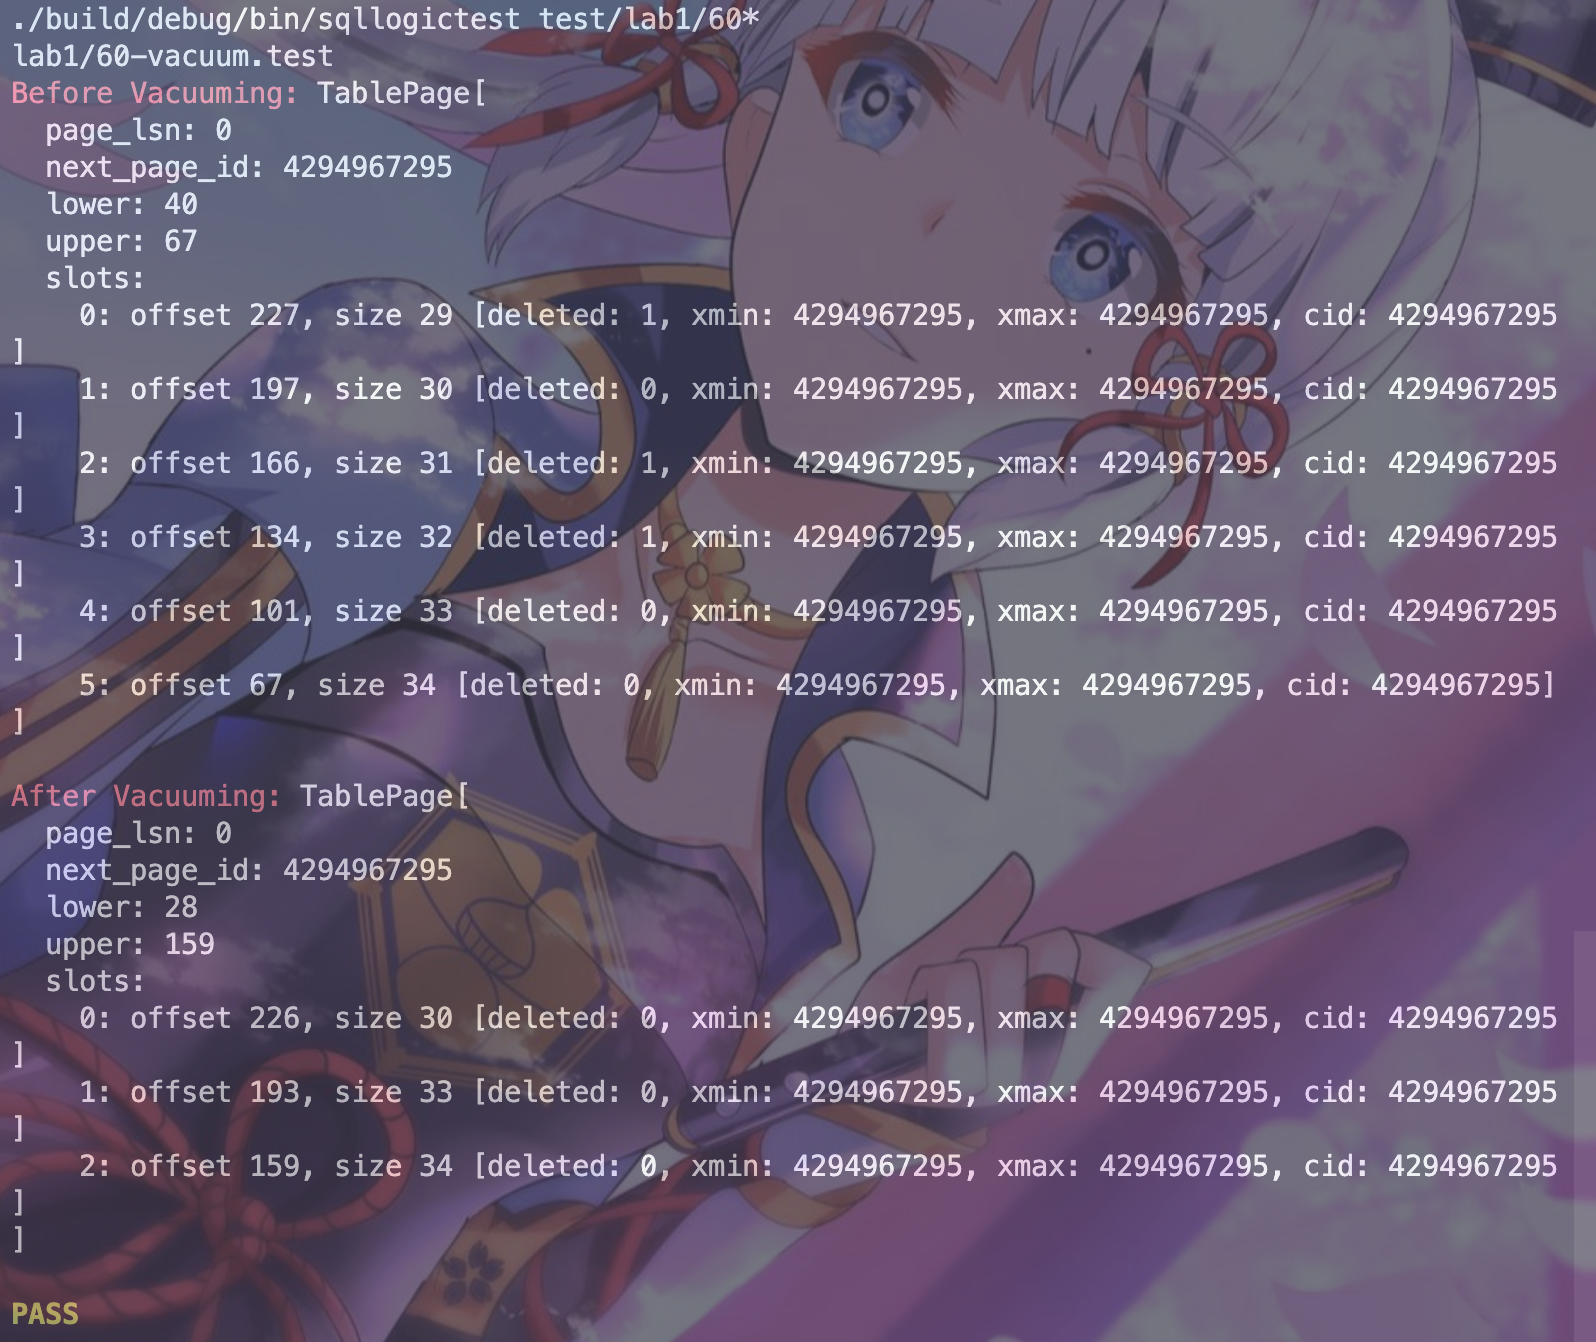 ./build/debug/bin/sqllogictest test/lab1/60*
lab1/60-vacuum.test
Before Vacuuming: TablePage[
  page_lsn: 0
  next_page_id: 4294967295
  lower: 40
  upper: 67
  slots:
    0: offset 227, size 29 [deleted: 1, xmin: 4294967295, xmax: 4294967295, cid: 4294967295
]
    1: offset 197, size 30 [deleted: 0, xmin: 4294967295, xmax: 4294967295, cid: 4294967295
]
    2: offset 166, size 31 [deleted: 1, xmin: 4294967295, xmax: 4294967295, cid: 4294967295
]
    3: offset 134, size 32 [deleted: 1, xmin: 4294967295, xmax: 4294967295, cid: 4294967295
]
    4: offset 101, size 33 [deleted: 0, xmin: 4294967295, xmax: 4294967295, cid: 4294967295
]
    5: offset 67, size 34 [deleted: 0, xmin: 4294967295, xmax: 4294967295, cid: 4294967295]
]

After Vacuuming: TablePage[
  page_lsn: 0
  next_page_id: 4294967295
  lower: 28
  upper: 159
  slots:
    0: offset 226, size 30 [deleted: 0, xmin: 4294967295, xmax: 4294967295, cid: 4294967295
]
    1: offset 193, size 33 [deleted: 0, xmin: 4294967295, xmax: 4294967295, cid: 4294967295
]
    2: offset 159, size 34 [deleted: 0, xmin: 4294967295, xmax: 4294967295, cid: 4294967295
]
]

PASS